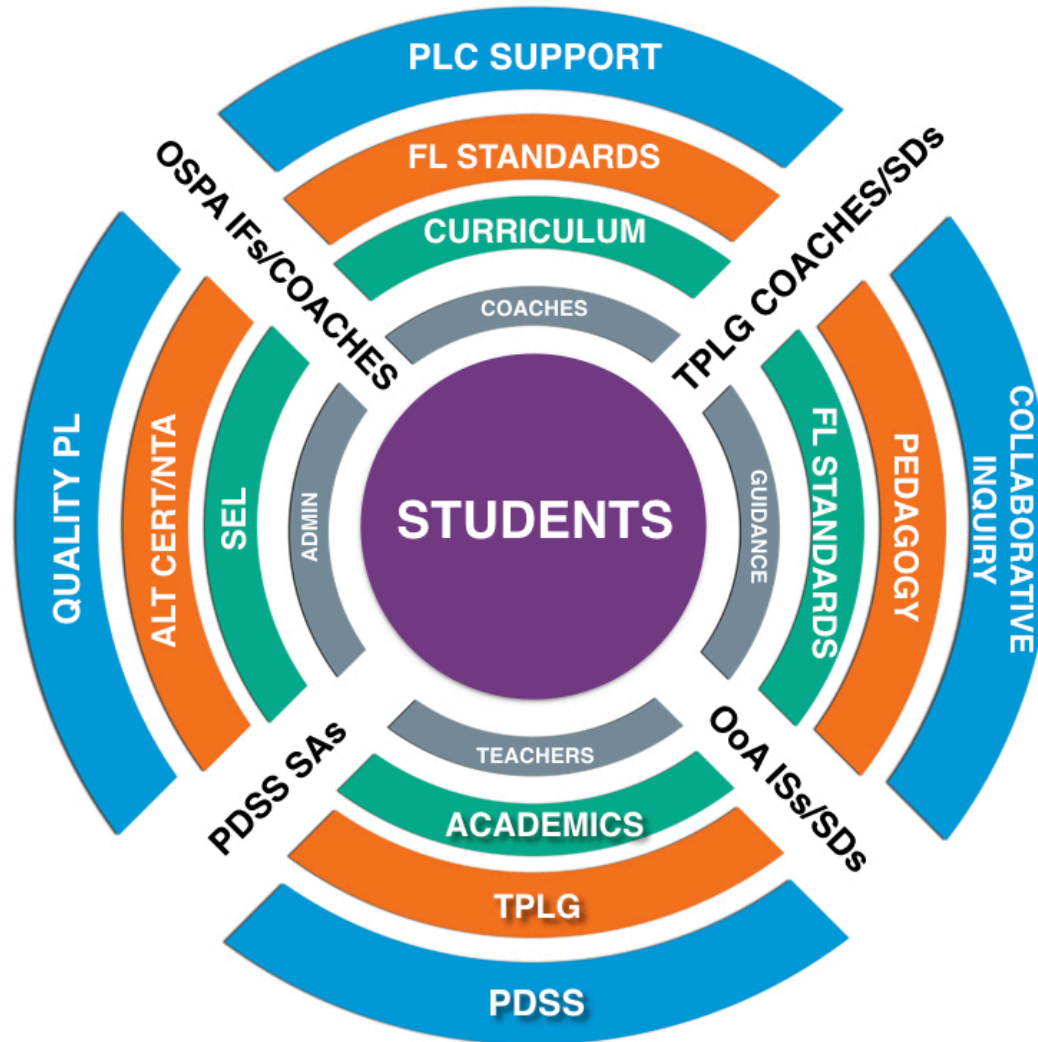 PLC SUPPORT
FL STANDARDS
CURRICULUM
COACHES
OSPA IFs/COACHES
TPLG COACHES/SDs
QUALITY PL
ALT CERT/NTA
SEL
ADMIN
STUDENTS
GUIDANCE
FL STANDARDS
PEDAGOGY
COLLABORATIVE
INQUIRY
PDSS SAs
OoA ISs/SDs
TEACHERS
ACADEMICS
TPLG
PDSS